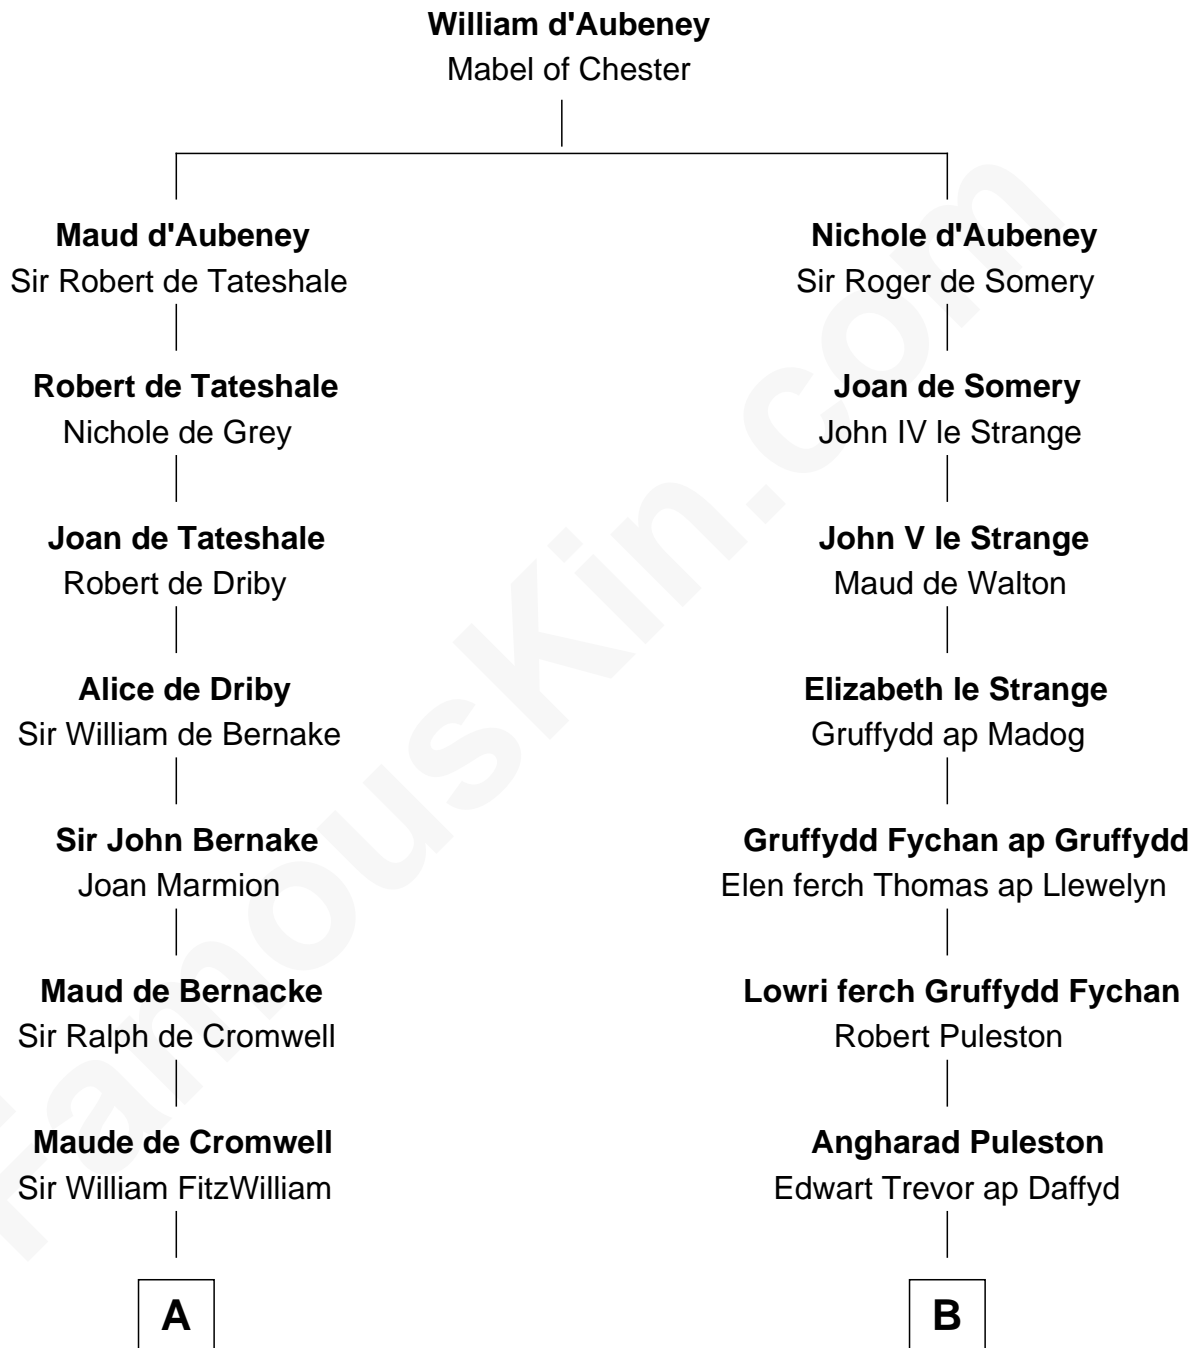 William d'Aubeney
Mabel of Chester
Maud d'Aubeney
Sir Robert de Tateshale
Nichole d'Aubeney
Sir Roger de Somery
Robert de Tateshale
Nichole de Grey
Joan de Somery
John IV le Strange
Joan de Tateshale
Robert de Driby
John V le Strange
Maud de Walton
Alice de Driby
Sir William de Bernake
Elizabeth le Strange
Gruffydd ap Madog
Sir John Bernake
Joan Marmion
Gruffydd Fychan ap Gruffydd
Elen ferch Thomas ap Llewelyn
Maud de Bernacke
Sir Ralph de Cromwell
Lowri ferch Gruffydd Fychan
Robert Puleston
Maude de Cromwell
Sir William FitzWilliam
Angharad Puleston
Edwart Trevor ap Daffyd
A
B
FamousKin.com